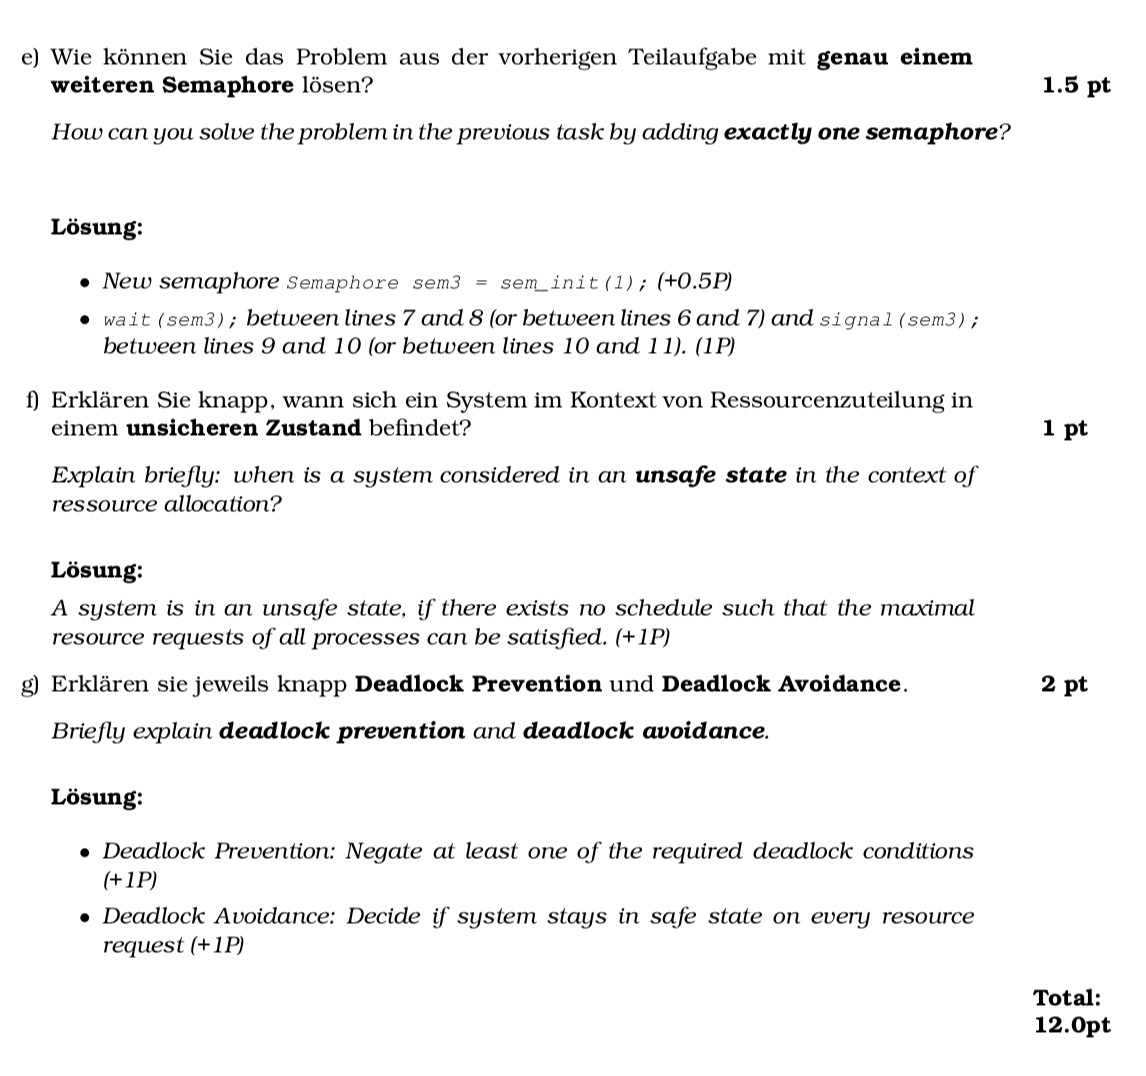 e) Wie können Sie das Problem aus der vorherigen Teilaufgabe mit genau einem
weiteren Semaphore lösen? 1.5 pt
How can you solve the problem in the previous task by adding exactly one semaphore?
Lösung:
• New semaphore Semaphore sem3 = sem_init(1); (+0.5P)
• wait(sem3); between lines 7 and 8 (or between lines 6 and 7) and signal(sem3);
between lines 9 and 10 (or between lines 10 and 11). (1P)
f) Erklären Sie knapp, wann sich ein System im Kontext von Ressourcenzuteilung in
einem unsicheren Zustand befindet? 1 pt
Explain briefly: when is a system considered in an unsafe state in the context of
ressource allocation?
Lösung:
A system is in an unsafe state, if there exists no schedule such that the maximal
resource requests of all processes can be satisfied. (+1P)
g) Erklären sie jeweils knapp Deadlock Prevention und Deadlock Avoidance. 2 pt
Briefly explain deadlock prevention and deadlock avoidance.
Lösung:
• Deadlock Prevention: Negate at least one of the required deadlock conditions
(+1P)
• Deadlock Avoidance: Decide if system stays in safe state on every resource
request (+1P)
Total:
12.0pt